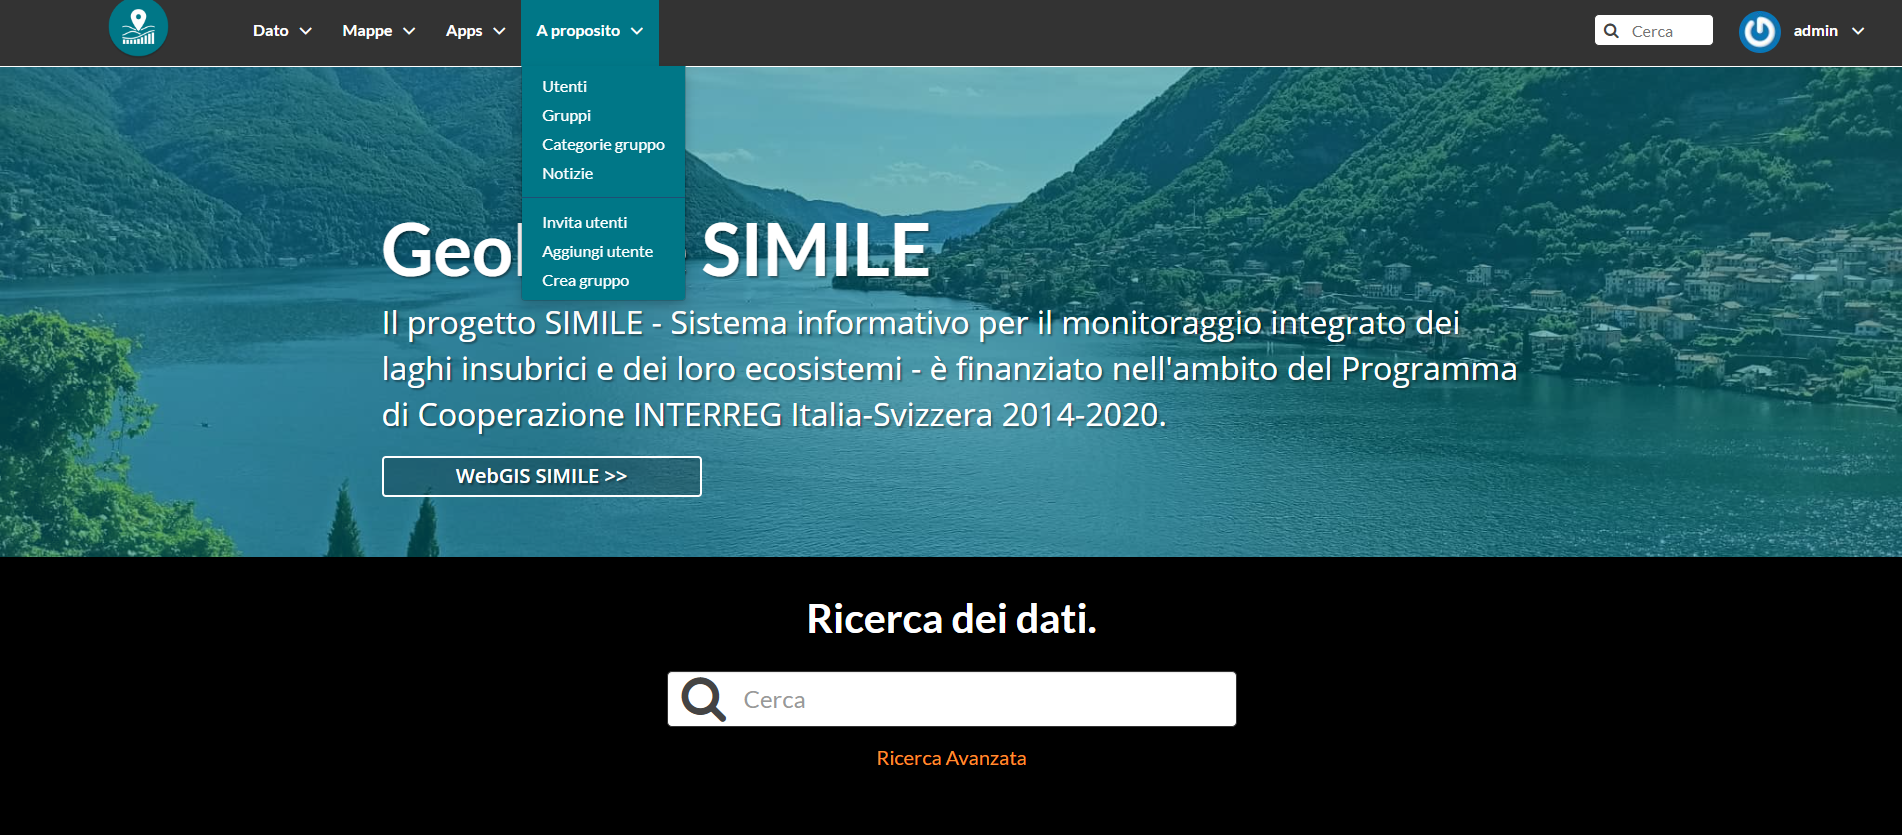 Dato
Mappe
Apps
A proposito
Cerca
admin
Utenti
Gruppi
Categorie gruppo
Notizie
Invita utenti
Aggiungi utente
Crea gruppo
SIMILE
Il progetto SIMILE - Sistema informativo per il monitoraggio integrato dei
laghi insubrici e dei loro ecosistemi - è finanziato nell'ambito del Programma
di Cooperazione INTERREG Italia-Svizzera 2014-2020.
WebGIS SIMILE >>
Ricerca dei dati.
Cerca
Ricerca Avanzata